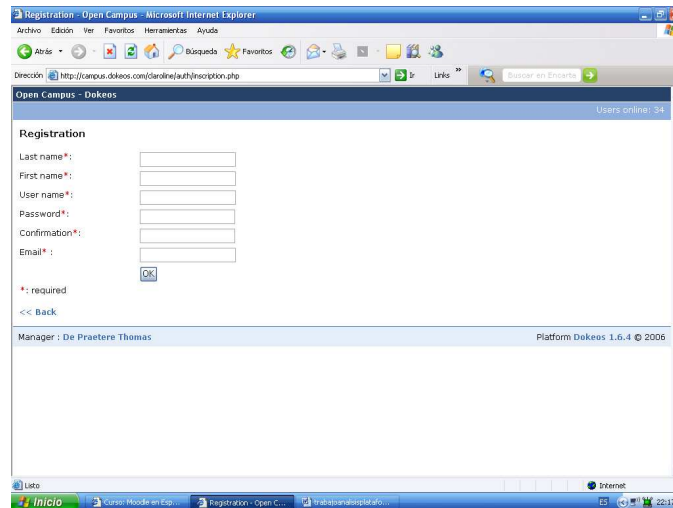 Registration - Open Campus - Microsoft Internet Explorer
Archivo Edición Ver Favoritos Herramientas Ayuda
Atrás Búsqueda Favoritos
Dirección http://campus.dokeos.com/claroline/auth/inscription.php Ir Links » Buscar en Encarta
Open Campus - Dokeos
Users online: 34
Registration
Last name*:
First name*:
User name*:
Password*:
Confirmation*:
Email* :
OK
*: required
<< Back
Manager : De Praetere Thomas Platform Dokeos 1.6.4 © 2006
Listo Internet
Inicio Curso: Moodle en Esp... Registration - Open C... trabajoanalisisplatafo... ES